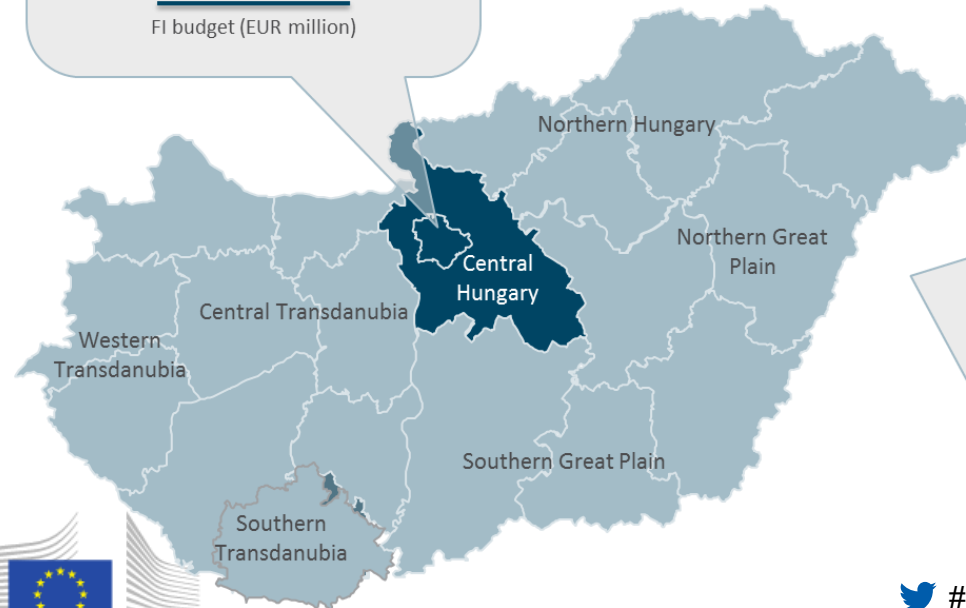 FI budget (EUR million)
Northern Hungary
Northern Great
Plain
Central
Hungary
Central Transdanubia
Western
Transdanubia
Southern Great Plain
Southern
Transdanubia
#